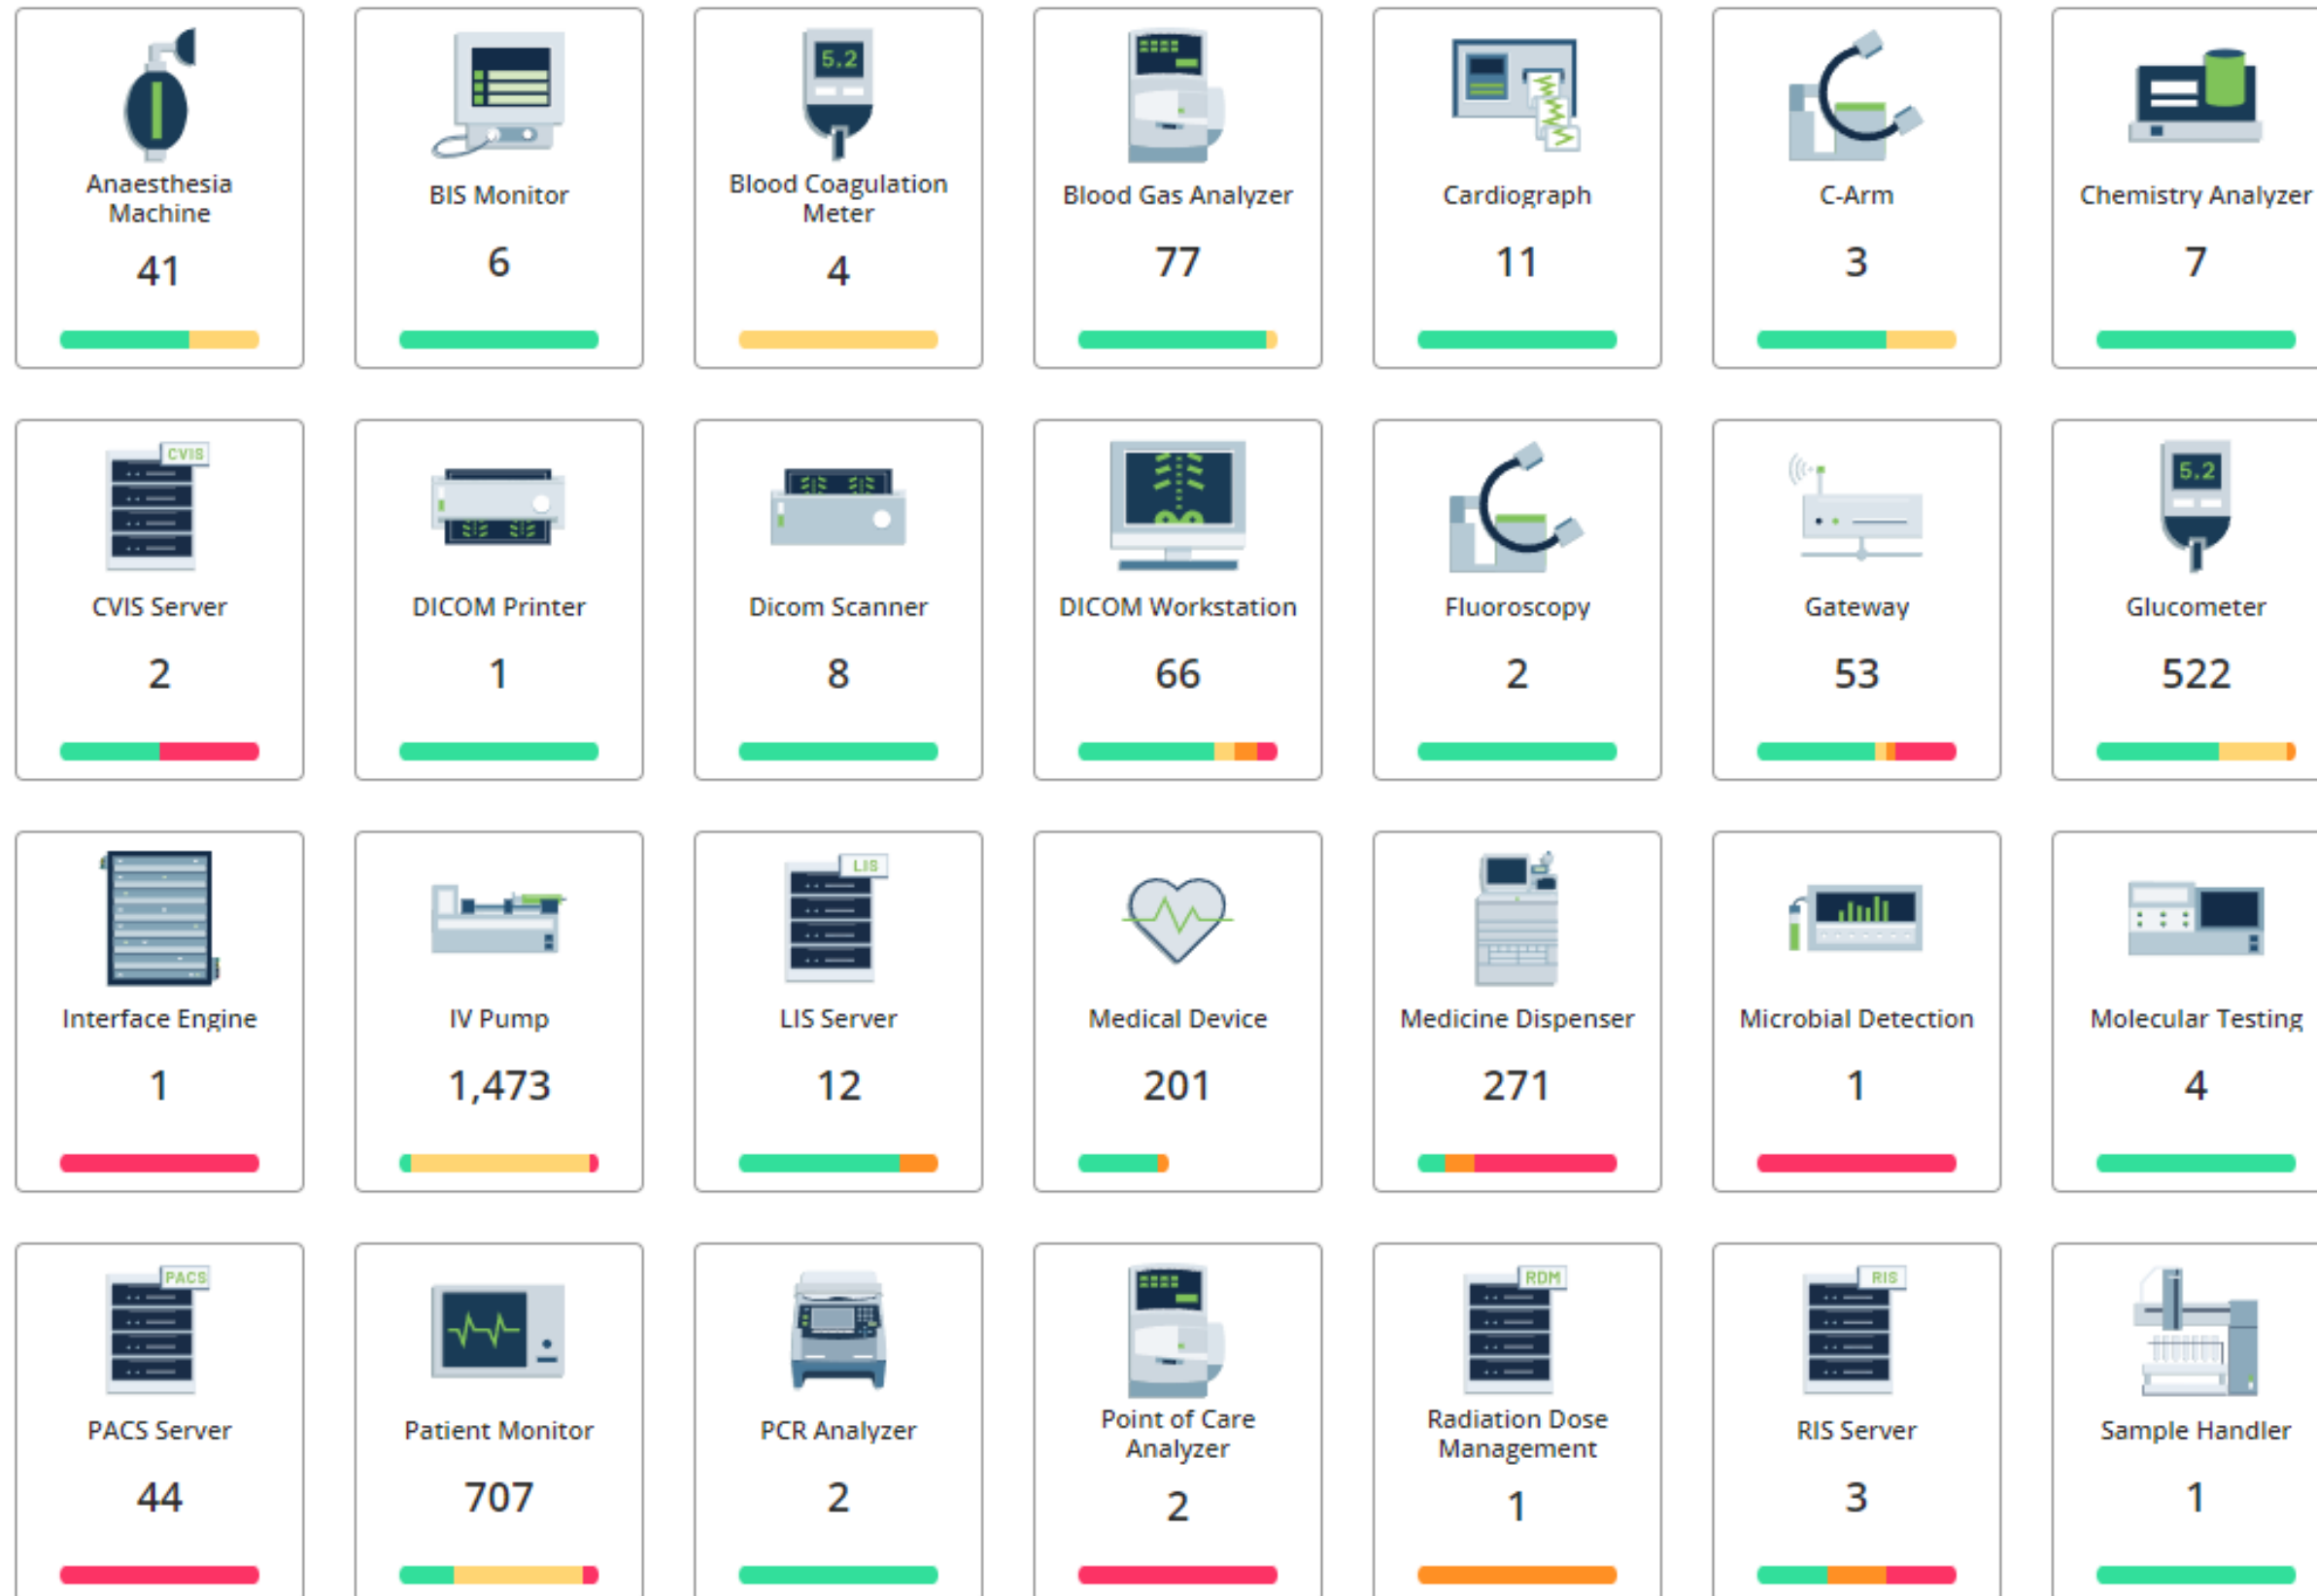 5.2
Anaesthesia
Machine
41
BIS Monitor
6
Blood Coagulation
Meter
4
Blood Gas Analyzer
77
Cardiograph
11
C-Arm
3
Chemistry Analyzer
7
CVIS
CVIS Server
2
DICOM Printer
1
Dicom Scanner
8
DICOM Workstation
66
Fluoroscopy
2
Gateway
53
5.2
Glucometer
522
Interface Engine
1
IV Pump
1,473
LIS
LIS Server
12
Medical Device
201
Medicine Dispenser
271
Microbial Detection
1
Molecular Testing
4
PACS
PACS Server
44
Patient Monitor
707
PCR Analyzer
2
Point of Care
Analyzer
2
RDM
Radiation Dose
Management
1
RIS
RIS Server
3
Sample Handler
1